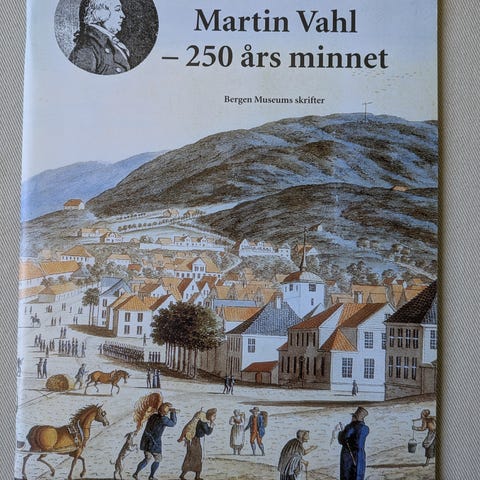 Martin Vahl
– 250 års minnet
Bergen Museums skrifter